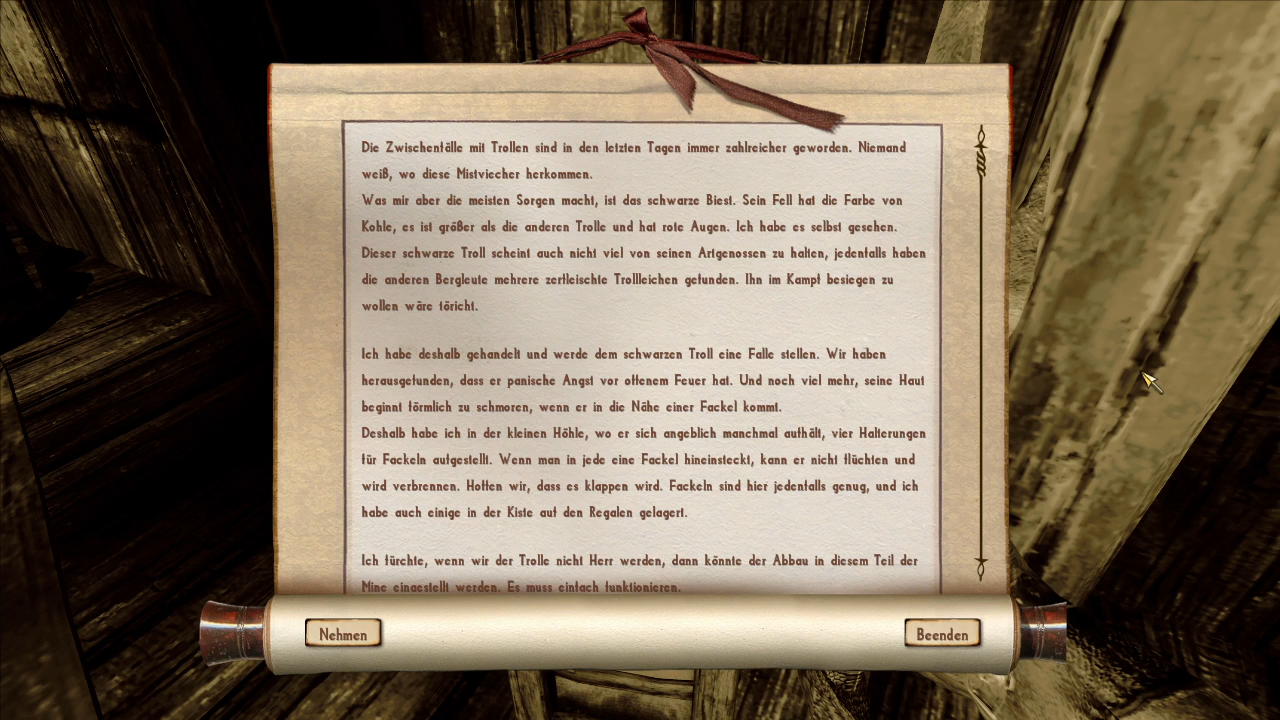 Die Zwischenfälle mit Trollen sind in den letzten Tagen immer zahlreicher geworden. Niemand
weiß, wo diese Mistviecher herkommen.
Was mir aber die meisten Sorgen macht, ist das schwarze Biest. Sein Fell hat die Farbe von
Kohle, es ist größer als die anderen Trolle und hat rote Augen. Ich habe es selbst gesehen.
Dieser schwarze Troll scheint auch nicht viel von seinen Artgenossen zu halten, jedenfalls haben
die anderen Bergleute mehrere zerfleischte Trollleichen gefunden. Ihn im Kampf besiegen zu
wollen wäre töricht.
Ich habe deshalb gehandelt und werde dem schwarzen Troll eine Falle stellen. Wir haben
herausgefunden, dass er panische Angst vor offenem Feuer hat. Und noch viel mehr, seine Haut
beginnt förmlich zu schmoren, wenn er in die Nähe einer Fackel kommt.
Deshalb habe ich in der kleinen Höhle, wo er sich angeblich manchmal aufhält, vier Halterungen
für Fackeln aufgestellt. Wenn man in jede eine Fackel hineinsteckt, kann er nicht flüchten und
wird verbrennen. Hoffen wir, dass es klappen wird. Fackeln sind hier jedenfalls genug, und ich
habe auch einige in der Kiste auf den Regalen gelagert.
Ich fürchte, wenn wir der Trolle nicht Herr werden, dann könnte der Abbau in diesem Teil der
Mine eingestellt werden. Es muss einfach funktionieren.
Nehmen
Beenden